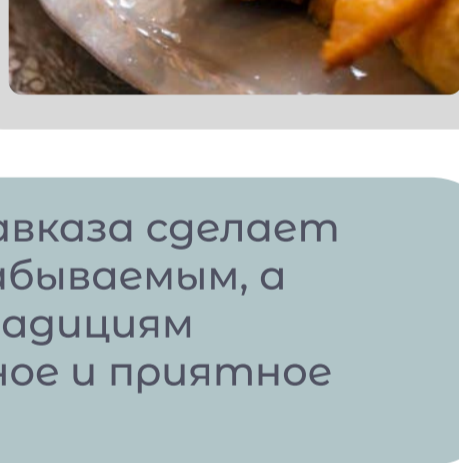 авказа сделает
абываемым, а
адициям
ное и приятное